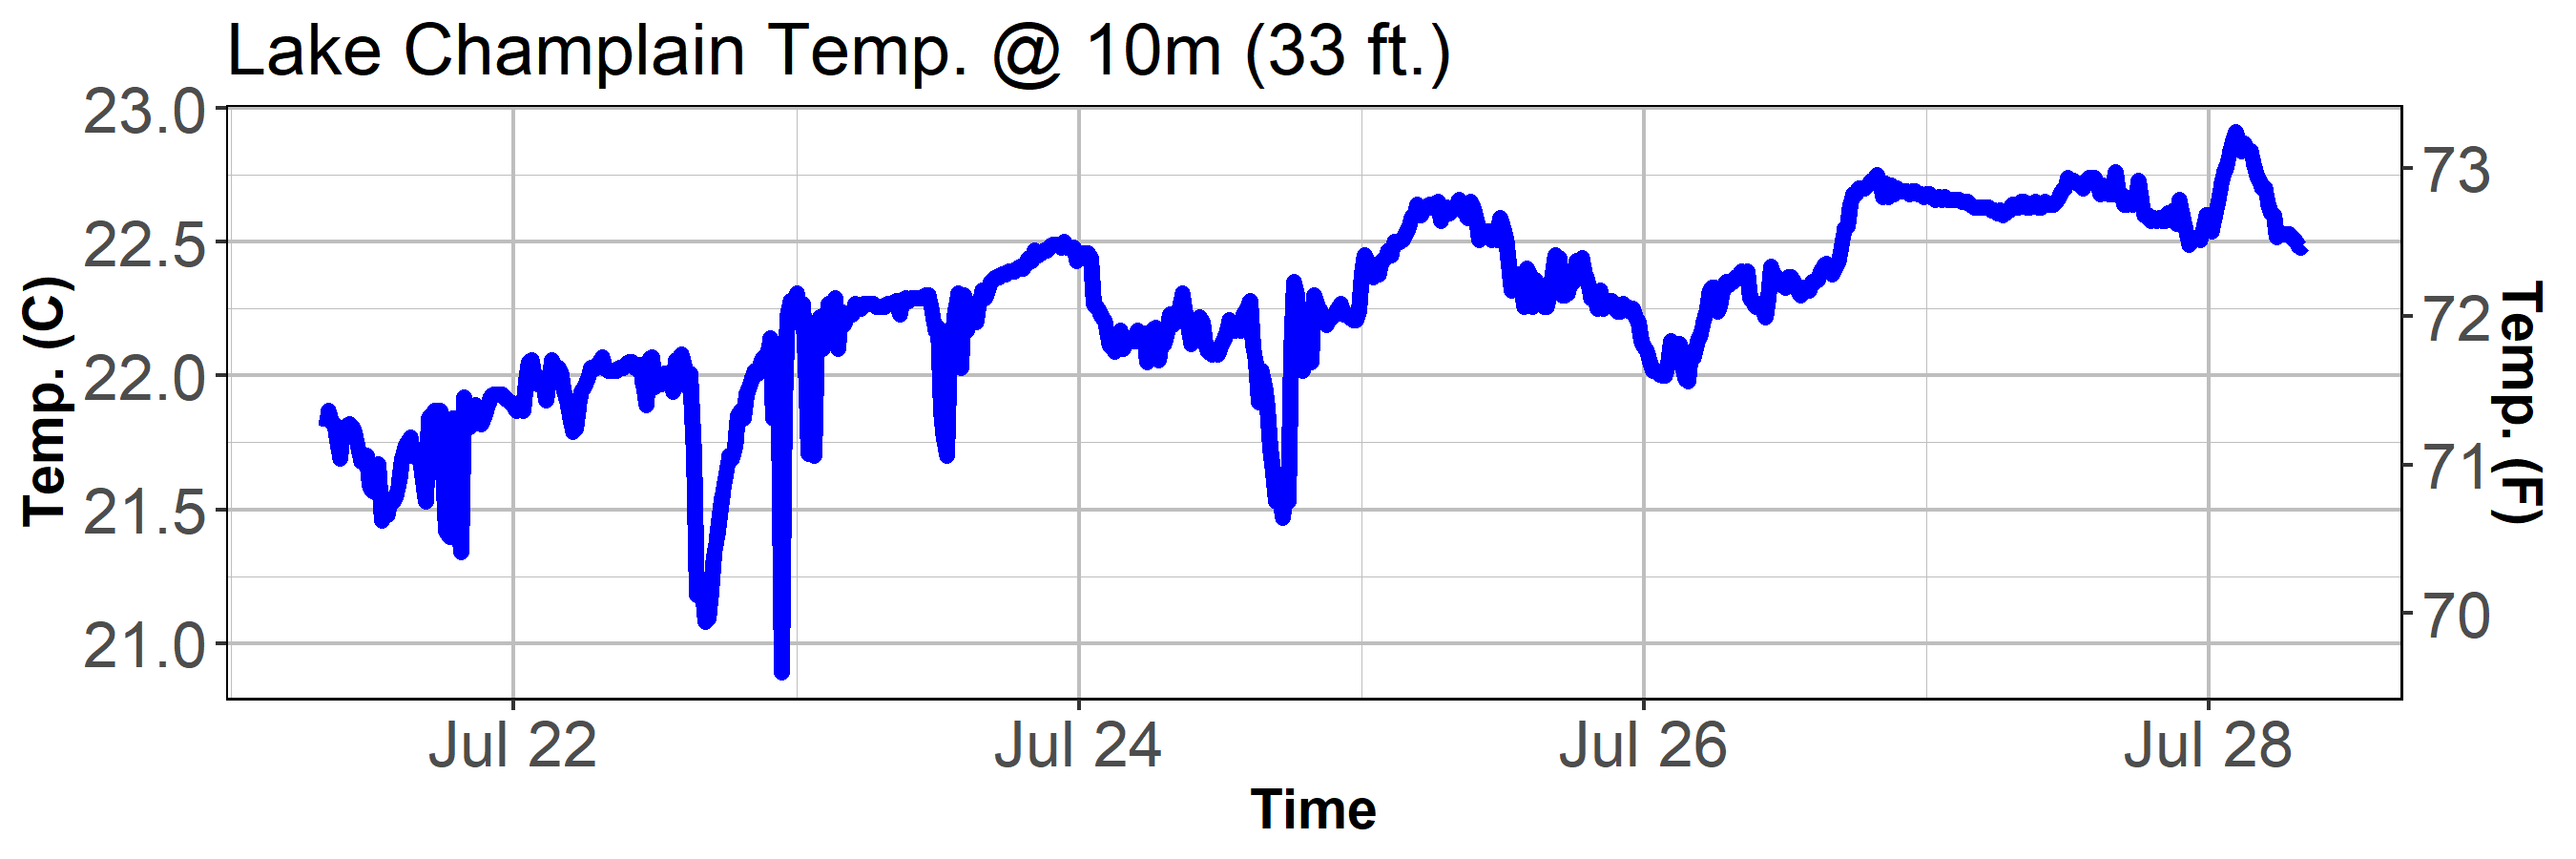 Lake Champlain Temp. @ 10m (33 ft.)
23.0
22.5
22.0
21.5
21.0
Temp. (C)
73
72
71
70
Temp. (F)
Jul 22
Jul 24
Jul 26
Jul 28
Time